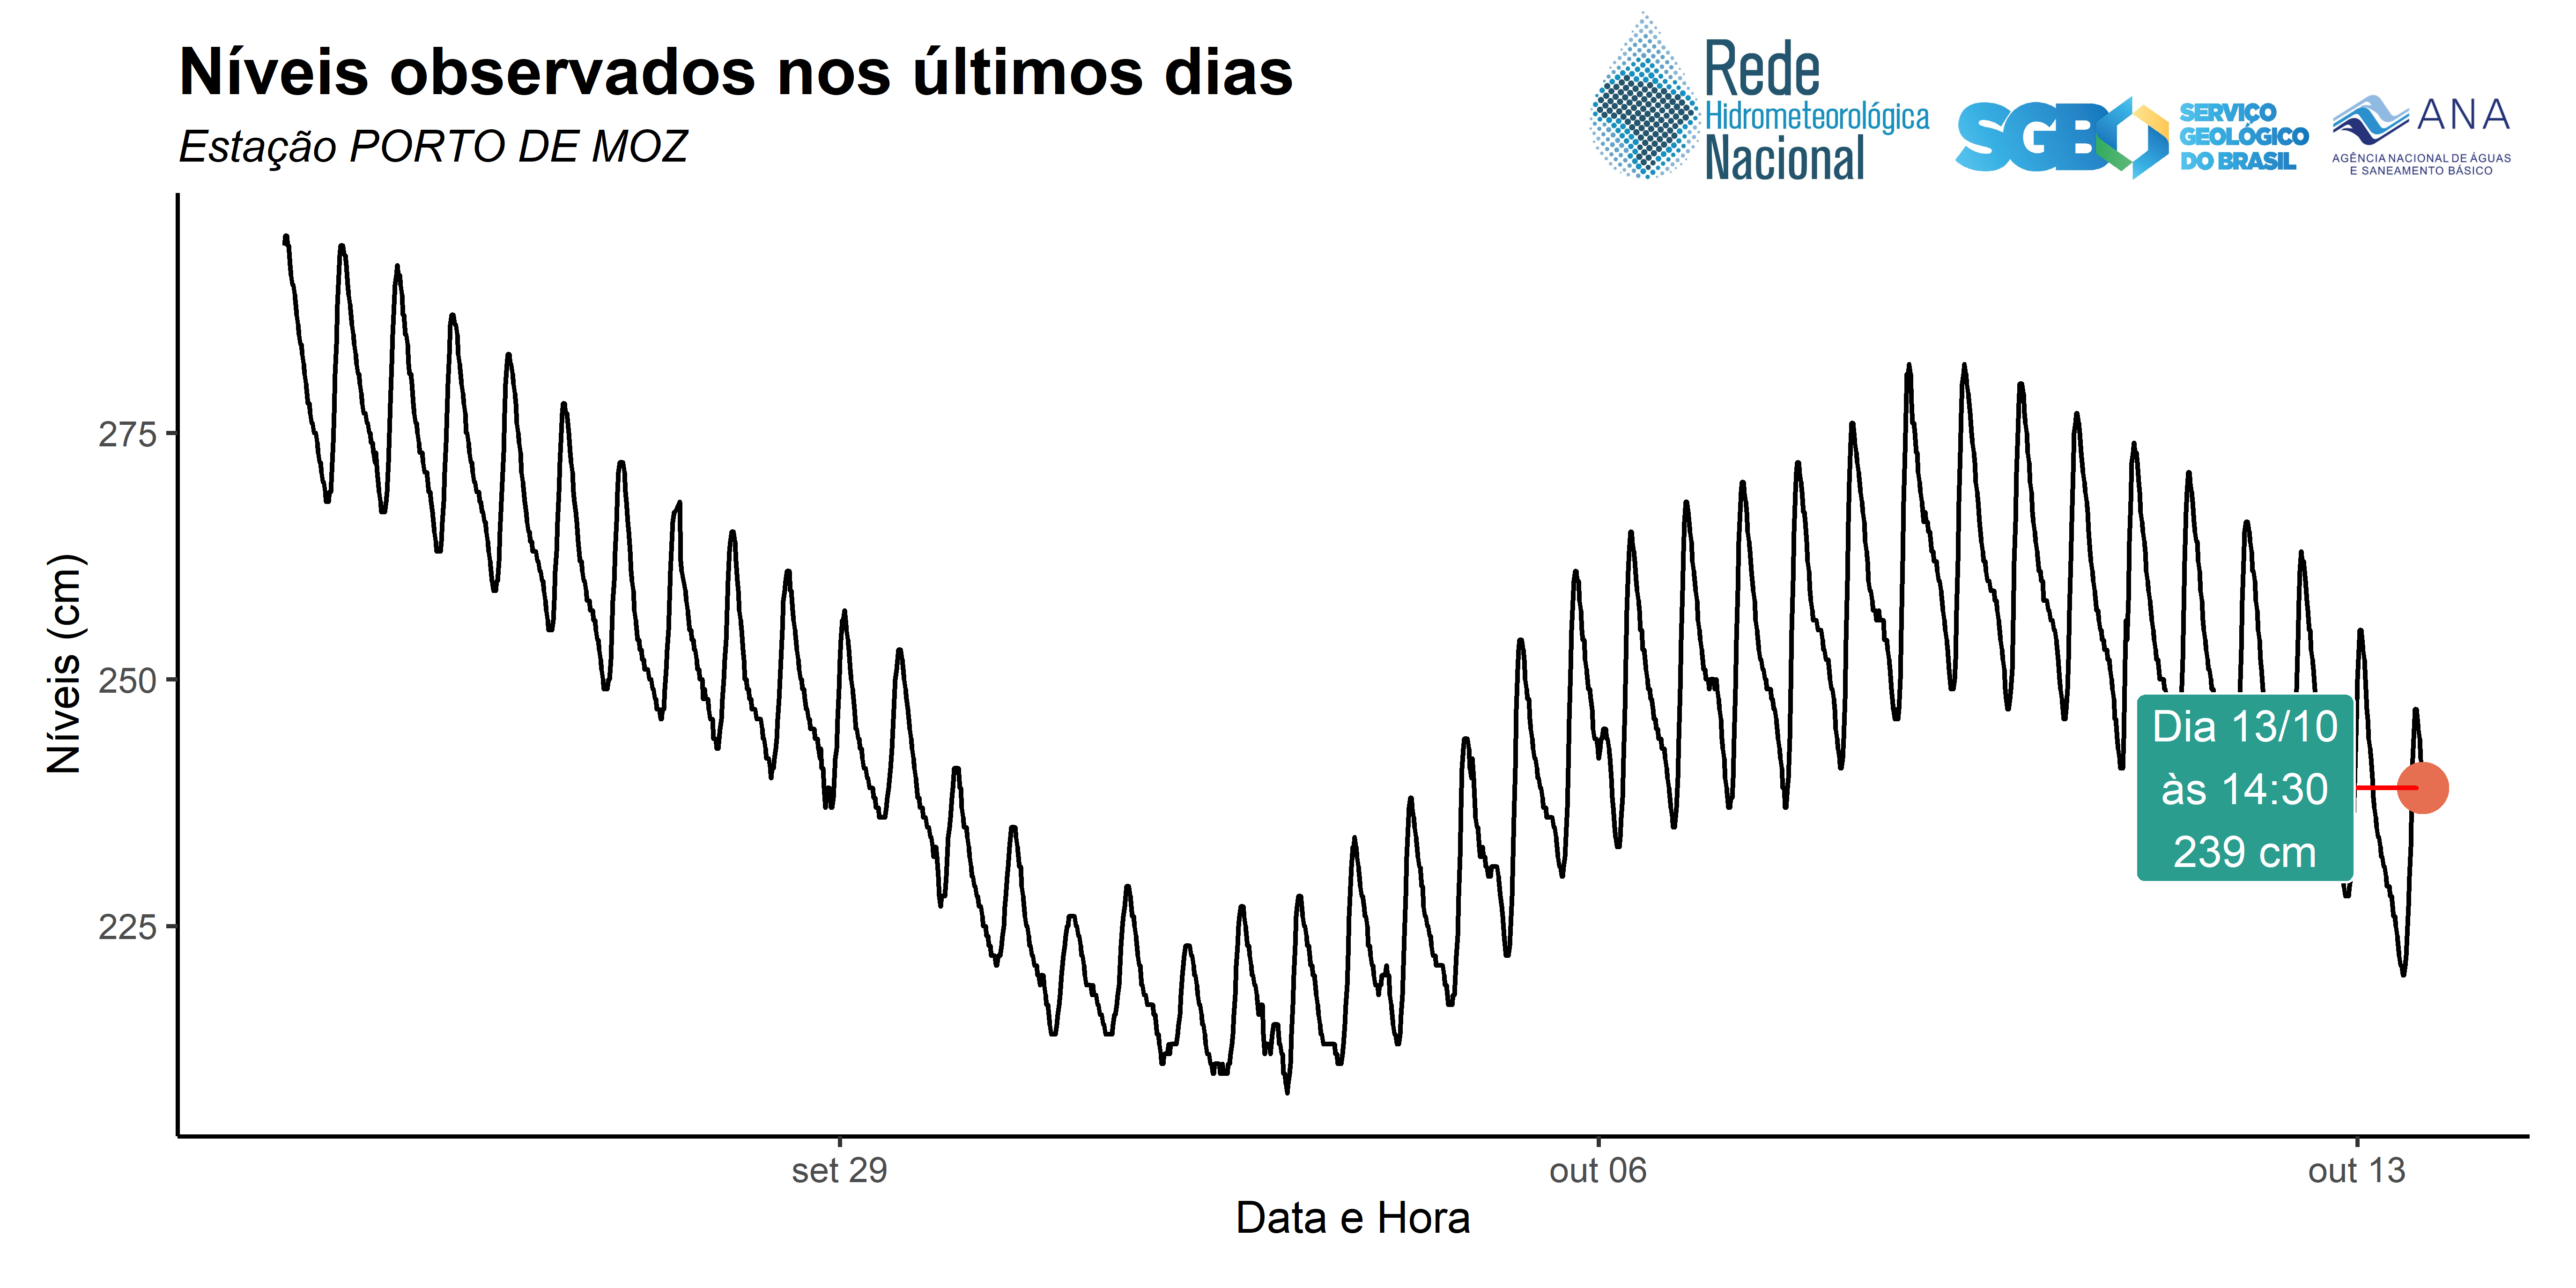 Níveis observados nos últimos dias
Estação PORTO DE MOZ
Rede
Hidrometeorológica
Nacional
SGB
SERVIÇO
GEOLÓGICO
DO BRASIL
ANA
AGÊNCIA NACIONAL DE ÁGUAS
E SANEAMENTO BÁSICO
Níveis (cm)
275
250
225
Dia 13/10
às 14:30
239 cm
set 29
out 06
out 13
Data e Hora